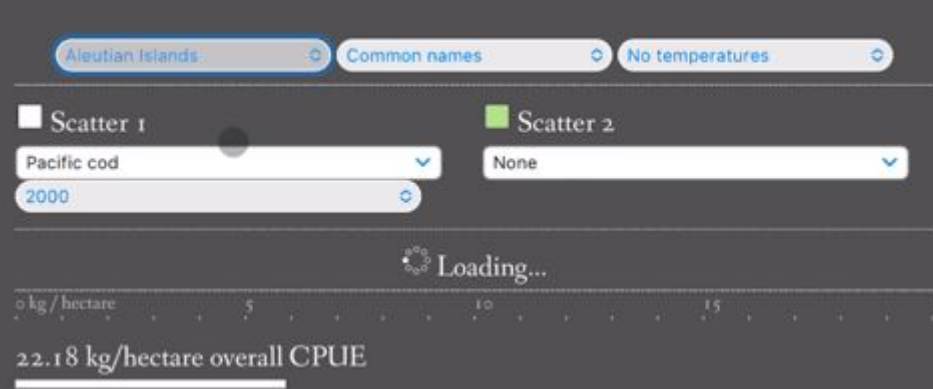 Aleutian Islands Common names No temperatures
Scatter 1 Scatter 2
Pacific cod None
2000
Loading...
0 kg / hectare 5 10 15
22.18 kg/hectare overall CPUE